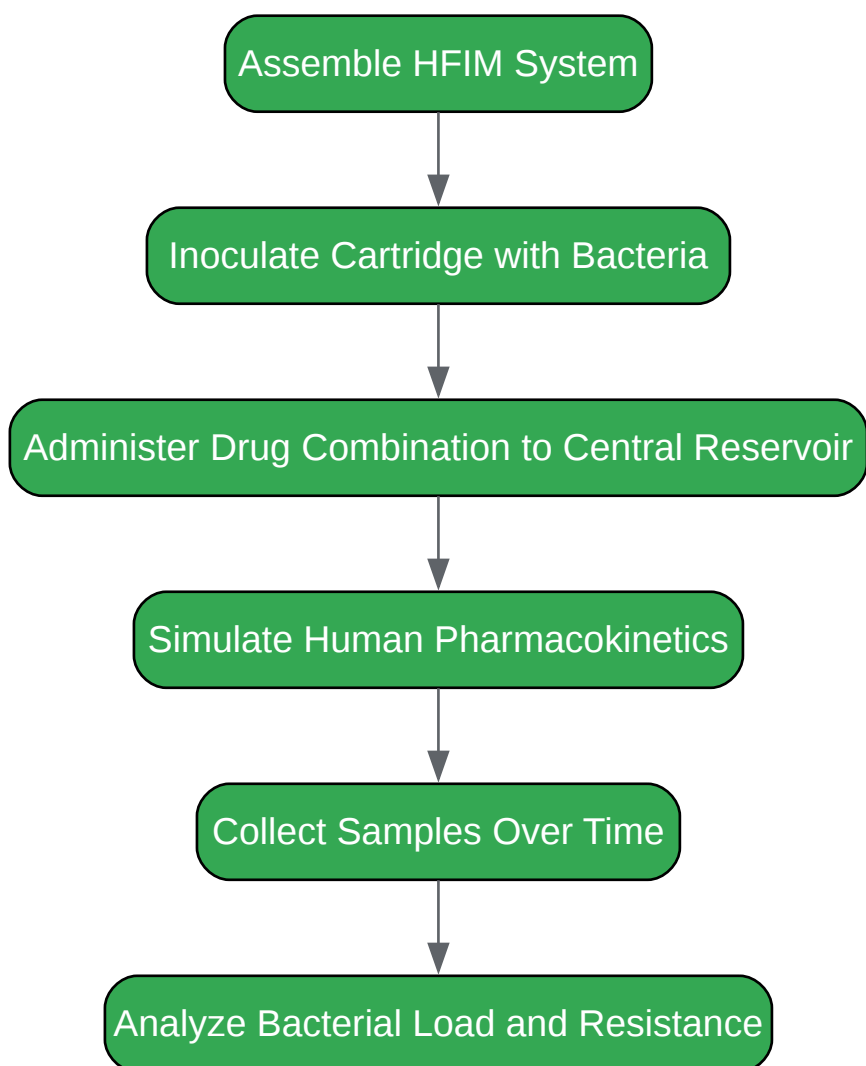 Assemble HFIM System
Inoculate Cartridge with Bacteria
Administer Drug Combination to Central Reservoir
Simulate Human Pharmacokinetics
Collect Samples Over Time
Analyze Bacterial Load and Resistance